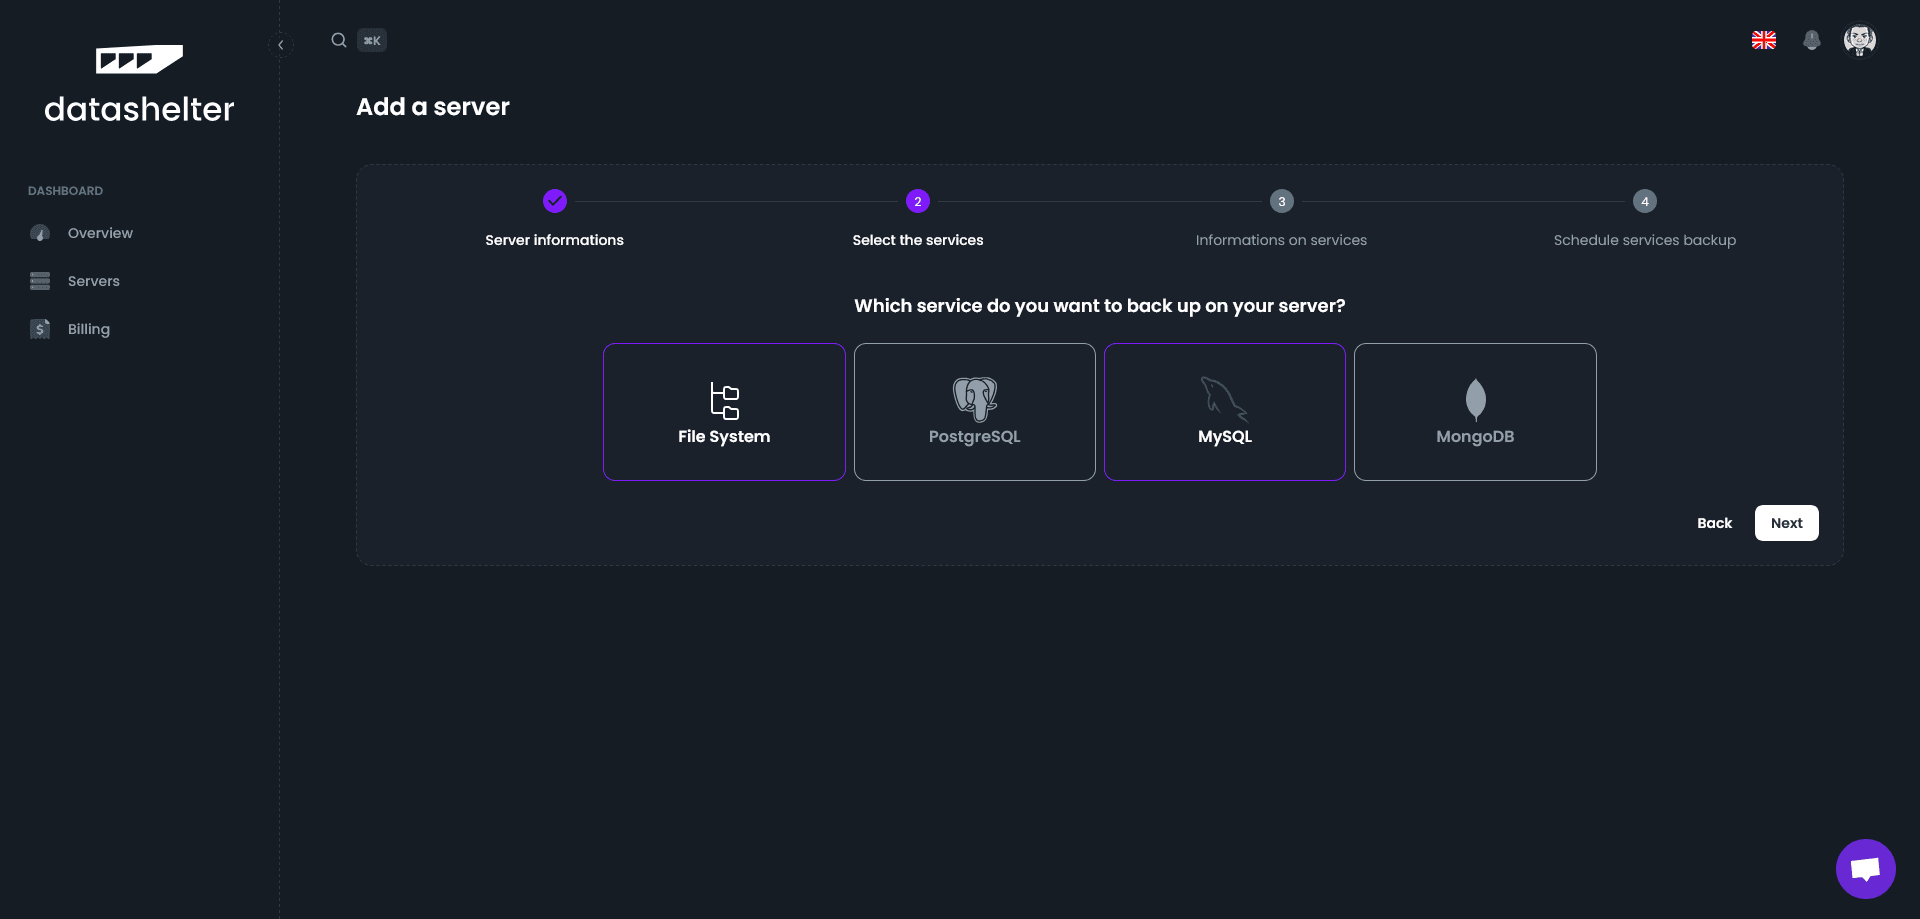 datashelter
⌘K
Add a server
DASHBOARD
Overview
Servers
$ Billing
2
3
4
Server informations
Select the services
Informations on services
Schedule services backup
Which service do you want to back up on your server?
File System
PostgreSQL
MySQL
MongoDB
Back
Next